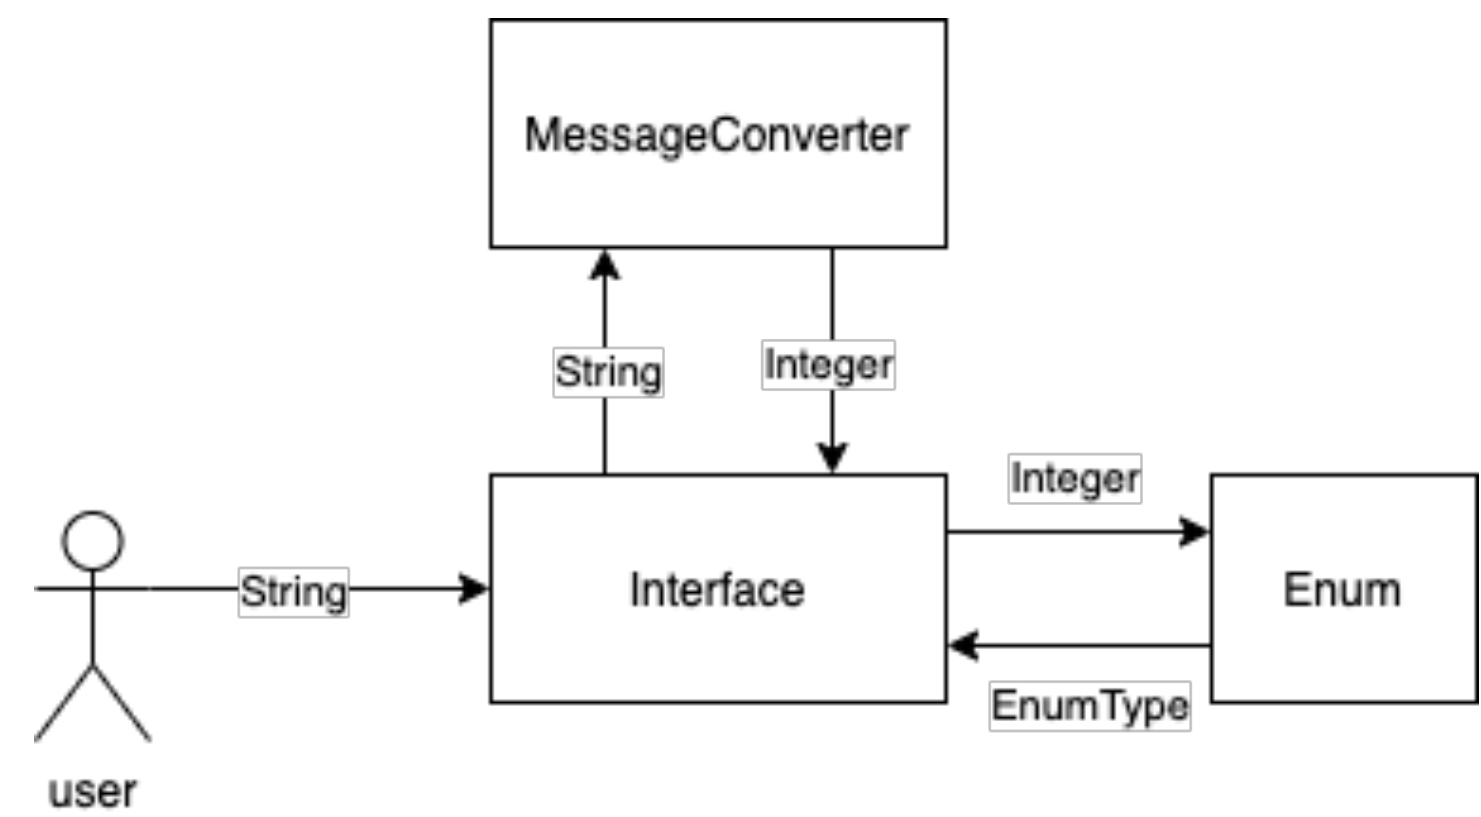 MessageConverter
String
Integer
Integer
String
Interface
Enum
EnumType
user